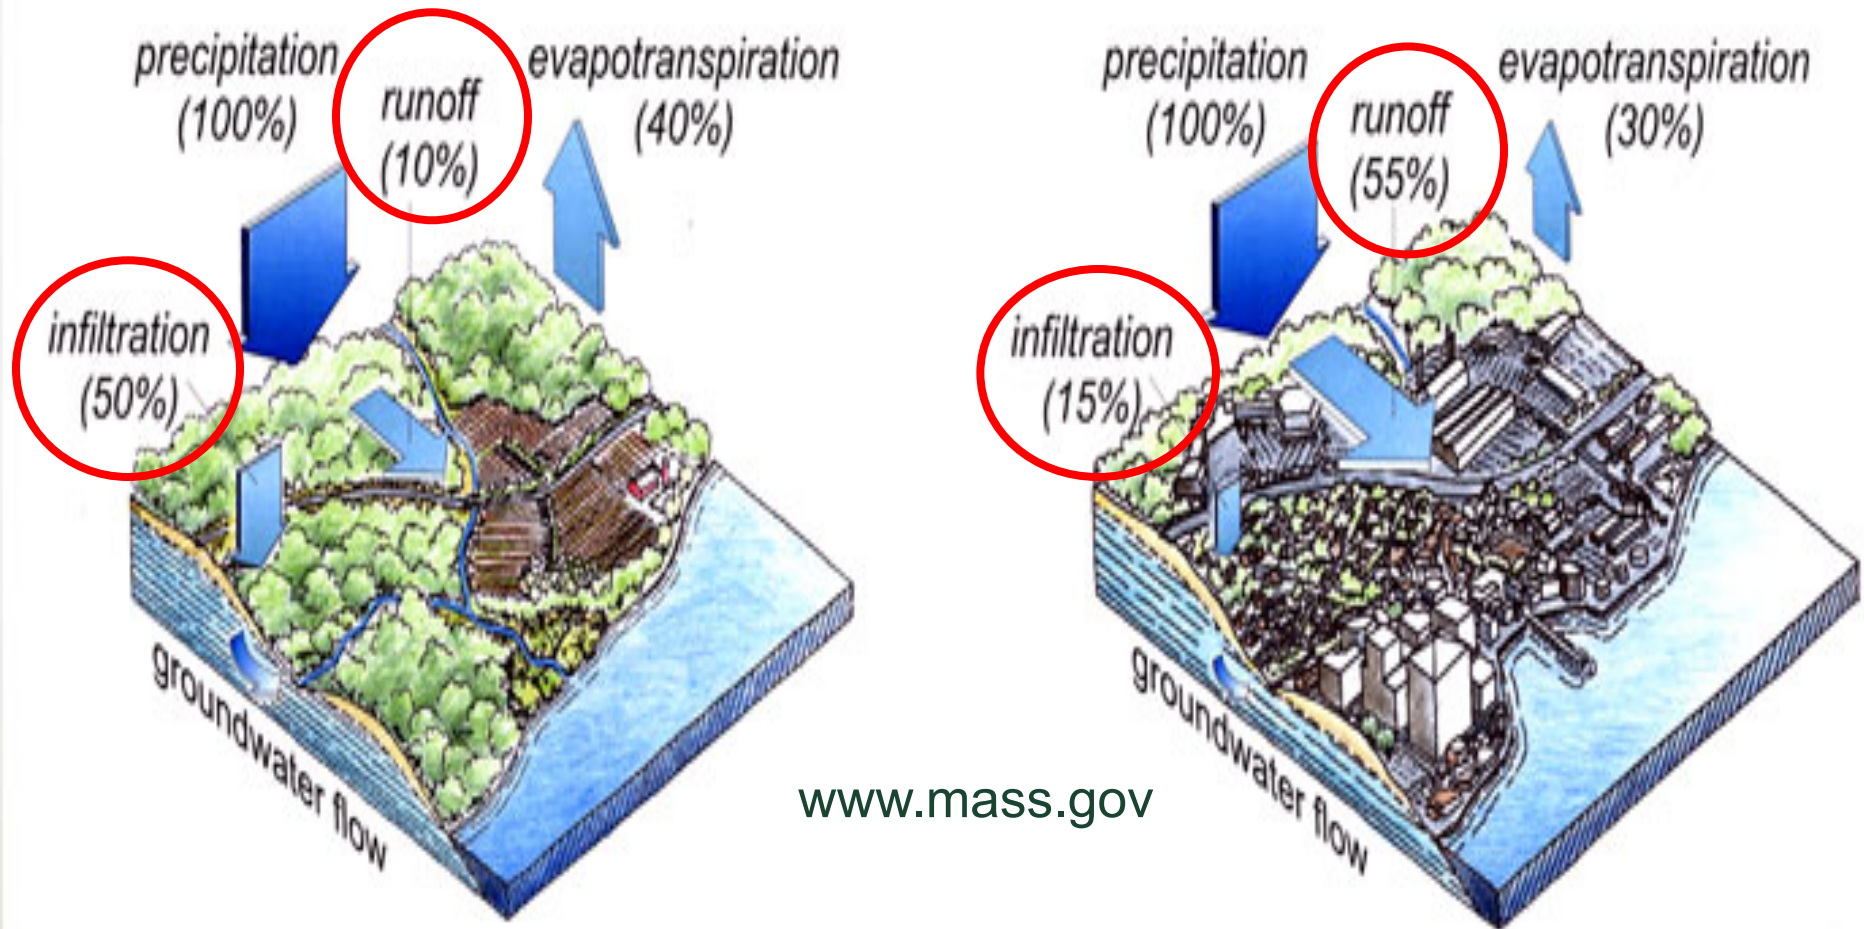 precipitation
(100%)
runoff
(10%)
evapotranspiration
(40%)
infiltration
(50%)
groundwater flow
precipitation
(100%)
runoff
(55%)
evapotranspiration
(30%)
infiltration
(15%)
groundwater flow
www.mass.gov